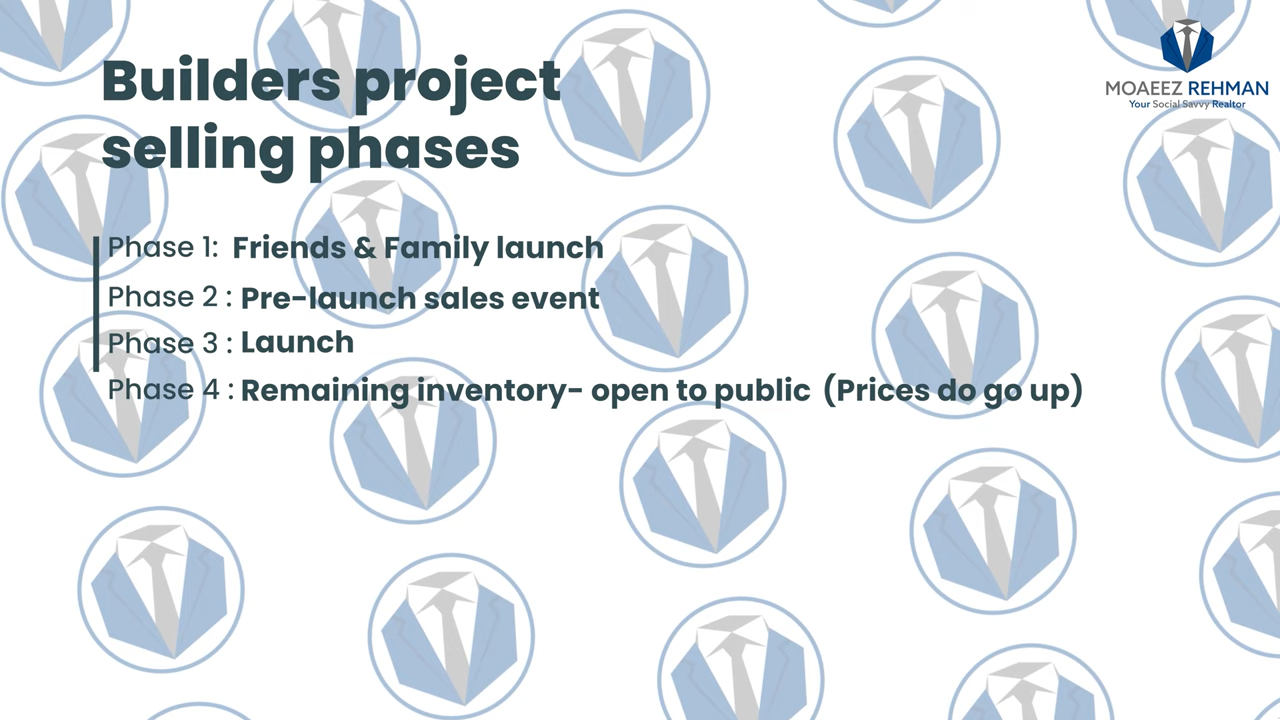 Builders project
selling phases
MOAEEZ REHMAN
Your Social Savvy Realtor
Phase 1: Friends & Family launch
Phase 2 : Pre-launch sales event
Phase 3 : Launch
Phase 4 : Remaining inventory- open to public (Prices do go up)